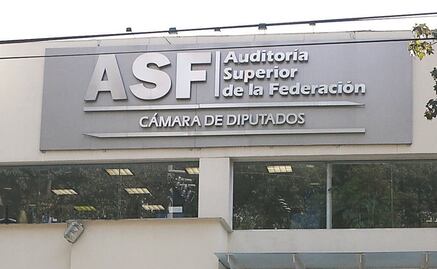 ASF
Auditoría
Superior
de la Federación
CÁMARA DE DIPUTADOS